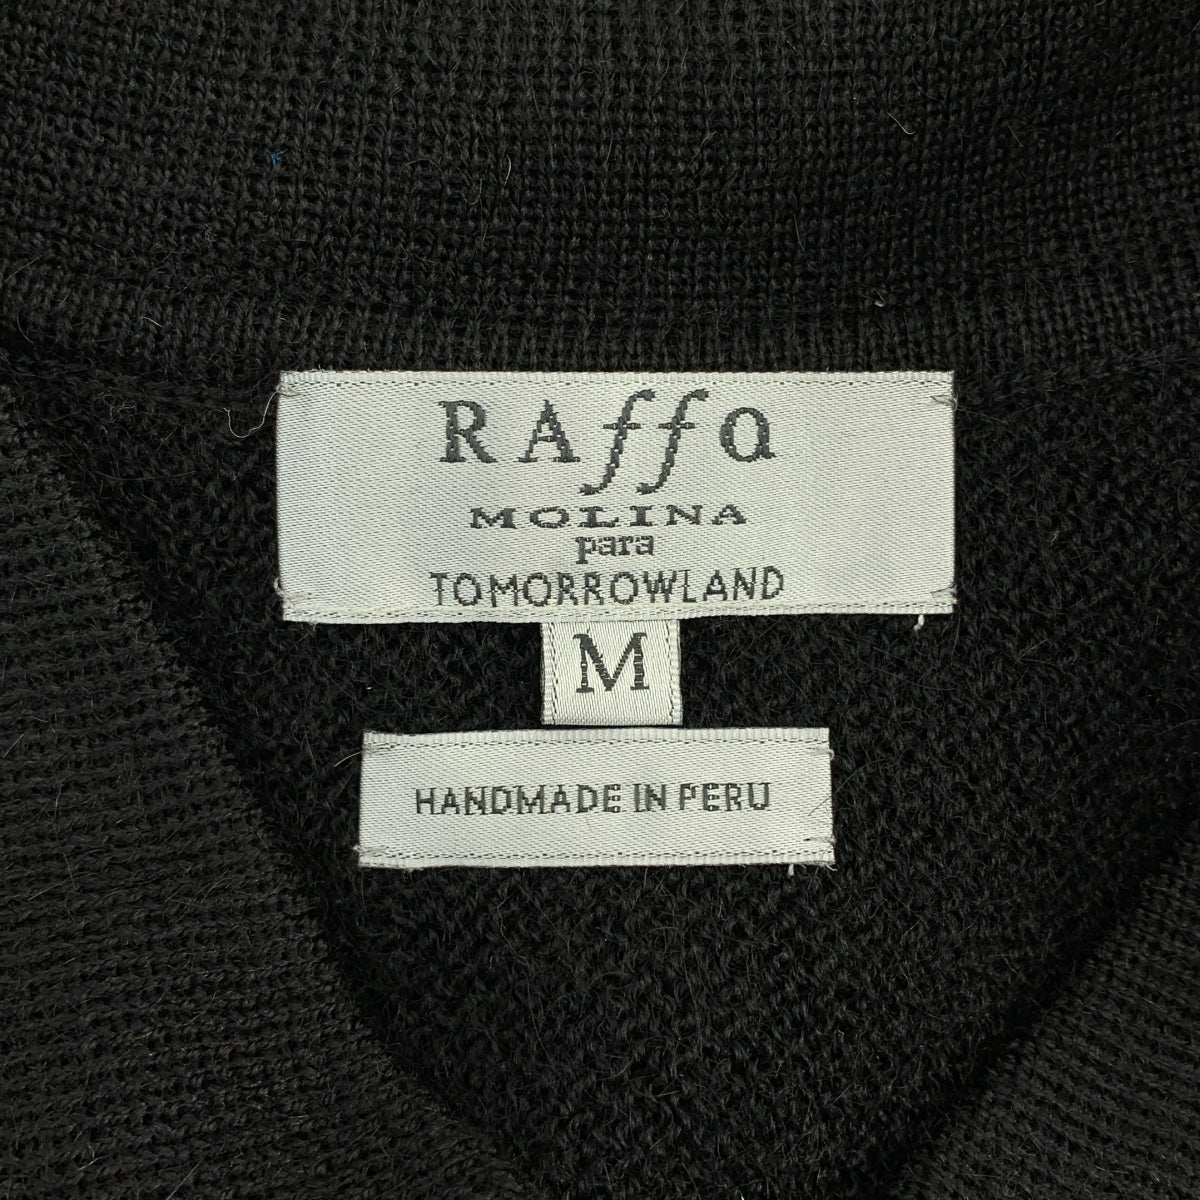 RAffa
MOLINA
para
TOMORROWLAND
M
HANDMADE IN PERU